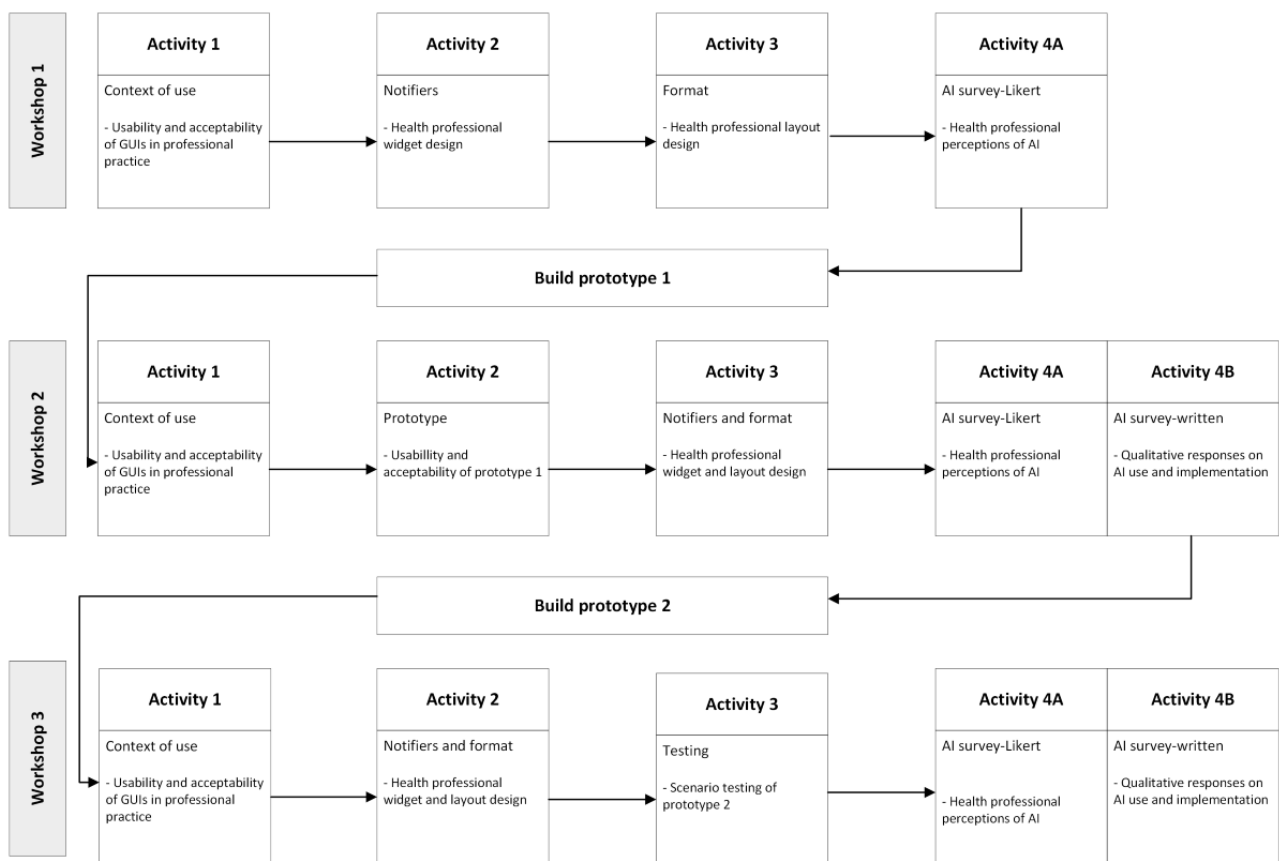 Workshop 1
Activity 1
Context of use
- Usability and acceptability
of GUIs in professional
practice
Activity 2
Notifiers
- Health professional
widget design
Activity 3
Format
- Health professional layout
design
Activity 4A
AI survey-Likert
- Health professional
perceptions of AI
Build prototype 1
Workshop 2
Activity 1
Context of use
- Usability and acceptability
of GUIs in professional
practice
Activity 2
Prototype
- Usabillity and
acceptability of prototype 1
Activity 3
Notifiers and format
- Health professional
widget and layout design
Activity 4A
AI survey-Likert
- Health professional
perceptions of AI
Activity 4B
AI survey-written
- Qualitative responses on
AI use and implementation
Build prototype 2
Workshop 3
Activity 1
Context of use
- Usability and acceptability
of GUIs in professional
practice
Activity 2
Notifiers and format
- Health professional
widget and layout design
Activity 3
Testing
- Scenario testing of
prototype 2
Activity 4A
AI survey-Likert
- Health professional
perceptions of AI
Activity 4B
AI survey-written
- Qualitative responses on
AI use and implementation